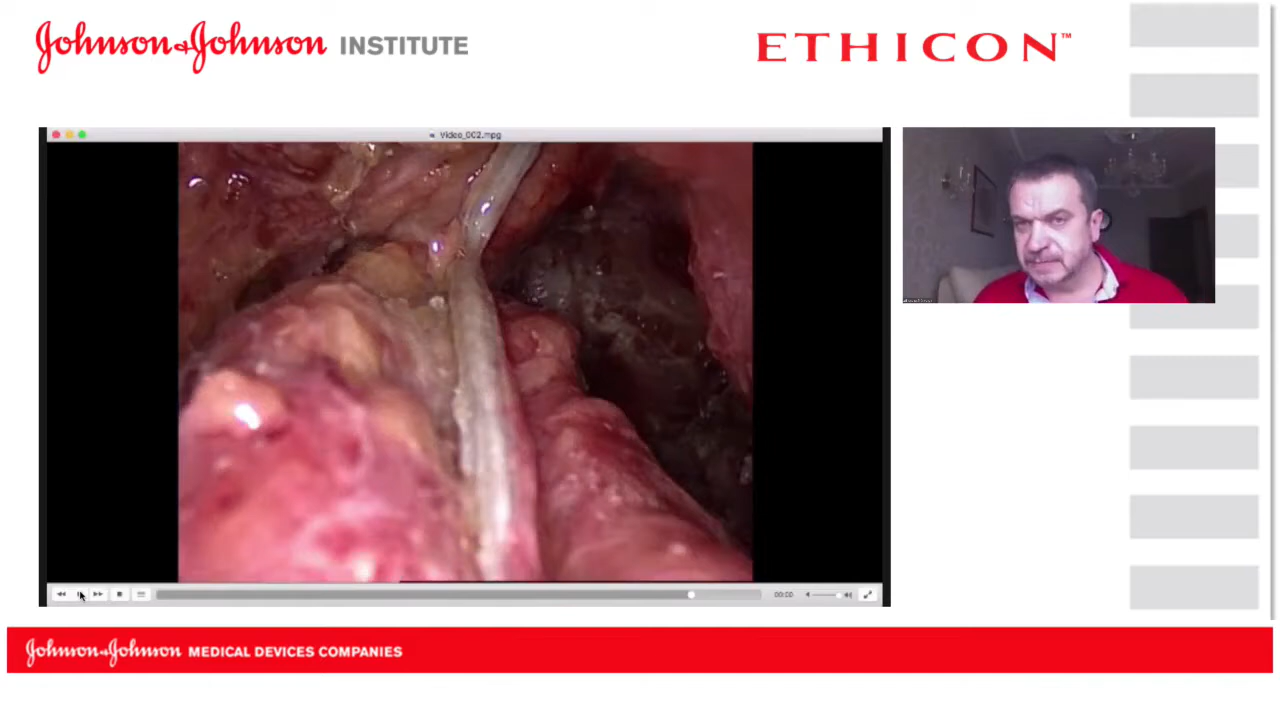 Johnson & Johnson INSTITUTE
ETHICON™
Video_002.mpg
00:00
Johnson & Johnson MEDICAL DEVICES COMPANIES